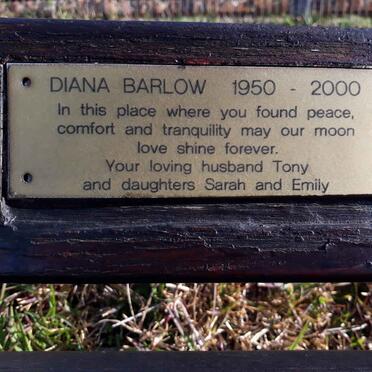 DIANA BARLOW 1950 - 2000
In this place where you found peace,
comfort and tranquility may our moon
love shine forever.
Your loving husband Tony
and daughters Sarah and Emily